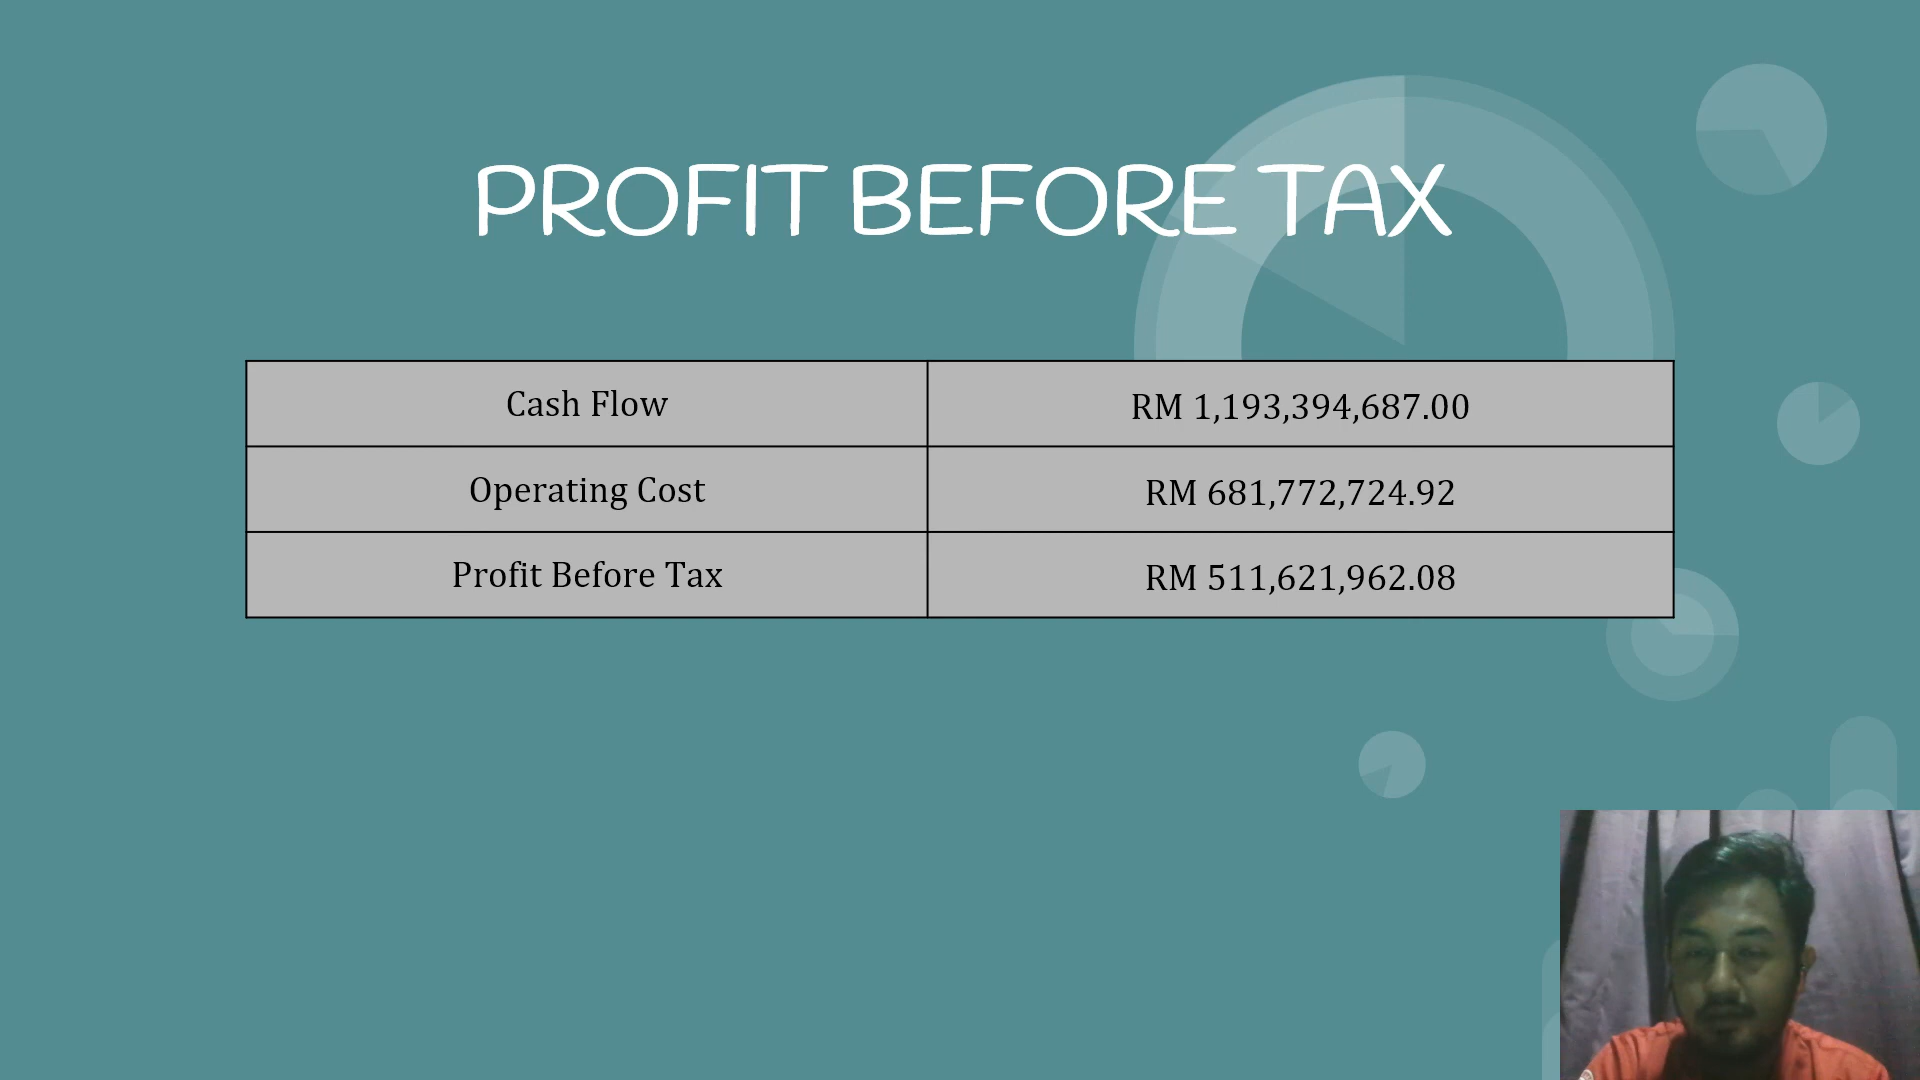 PROFIT BEFORE TAX
Cash Flow RM 1,193,394,687.00
Operating Cost RM 681,772,724.92
Profit Before Tax RM 511,621,962.08